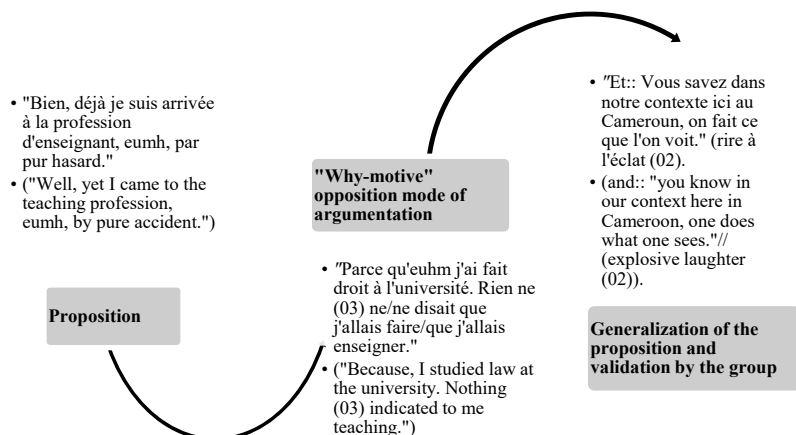 • "Bien, déjà je suis arrivée
à la profession
d'enseignant, eumh, par
pur hasard."
• ("Well, yet I came to the
teaching profession,
eumh, by pure accident.")
Proposition
"Why-motive"
opposition mode of
argumentation
• "Parce qu'euhm j'ai fait
droit à l'université. Rien ne
(03) ne/ne disait que
j'allais faire/que j'allais
enseigner."
• ("Because, I studied law at
the university. Nothing
(03) indicated to me
teaching.")
• "Et:: Vous savez dans
notre contexte ici au
Cameroun, on fait ce
que l'on voit." (rire à
l'éclat (02).
• (and:: "you know in
our context here in
Cameroon, one does
what one sees."//
(explosive laughter
(02)).
Generalization of the
proposition and
validation by the group